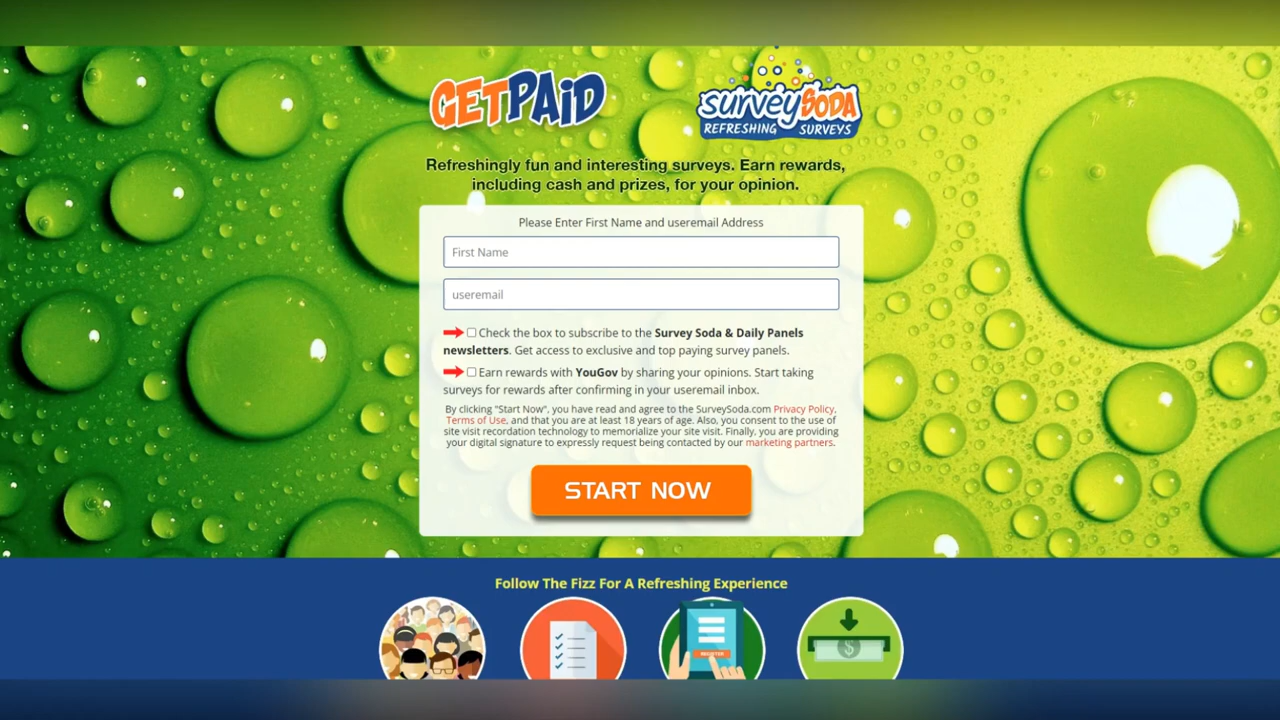 GETPAiD
surveySODA
REFRESHING SURVEYS
Refreshingly fun and interesting surveys. Earn rewards,
including cash and prizes, for your opinion.
Please Enter First Name and useremail Address
First Name
useremail
Check the box to subscribe to the Survey Soda & Daily Panels
newsletters. Get access to exclusive and top paying survey panels.
Earn rewards with YouGov by sharing your opinions. Start taking
surveys for rewards after confirming in your useremail inbox.
By clicking "Start Now", you have read and agree to the SurveySoda.com Privacy Policy,
Terms of Use, and that you are at least 18 years of age. Also, you consent to the use of
site visit recordation technology to memorialize your site visit. Finally, you are providing
your digital signature to expressly request being contacted by our marketing partners.
START NOW
Follow The Fizz For A Refreshing Experience
REGISTER
$